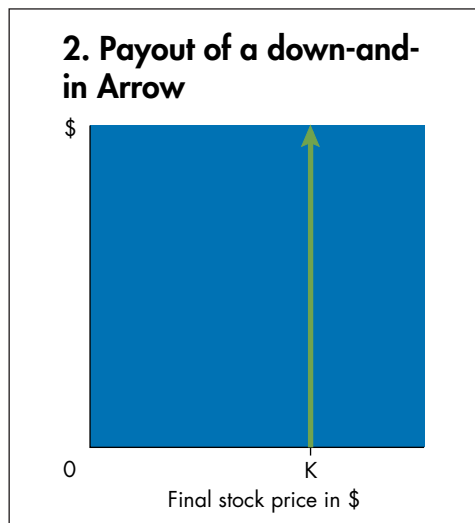 2. Payout of a down-and-
in Arrow
$
0
K
Final stock price in $